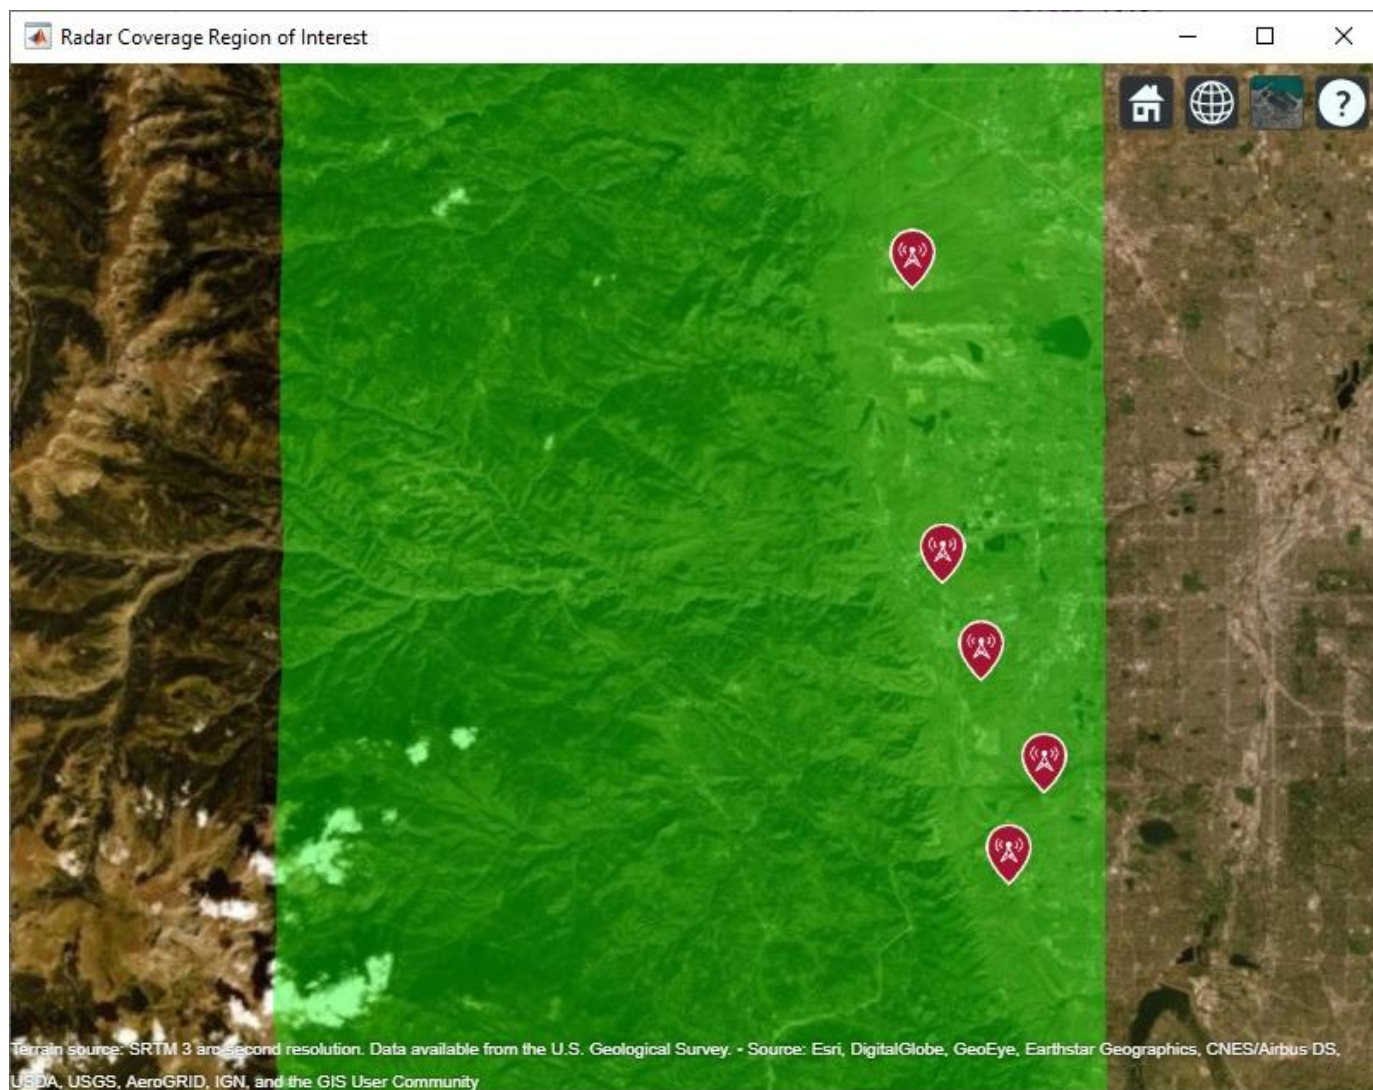 Radar Coverage Region of Interest
?
Terrain source: SRTM 3 arc-second resolution. Data available from the U.S. Geological Survey. - Source: Esri, DigitalGlobe, GeoEye, Earthstar Geographics, CNES/Airbus DS,
USDA, USGS, AeroGRID, IGN, and the GIS User Community